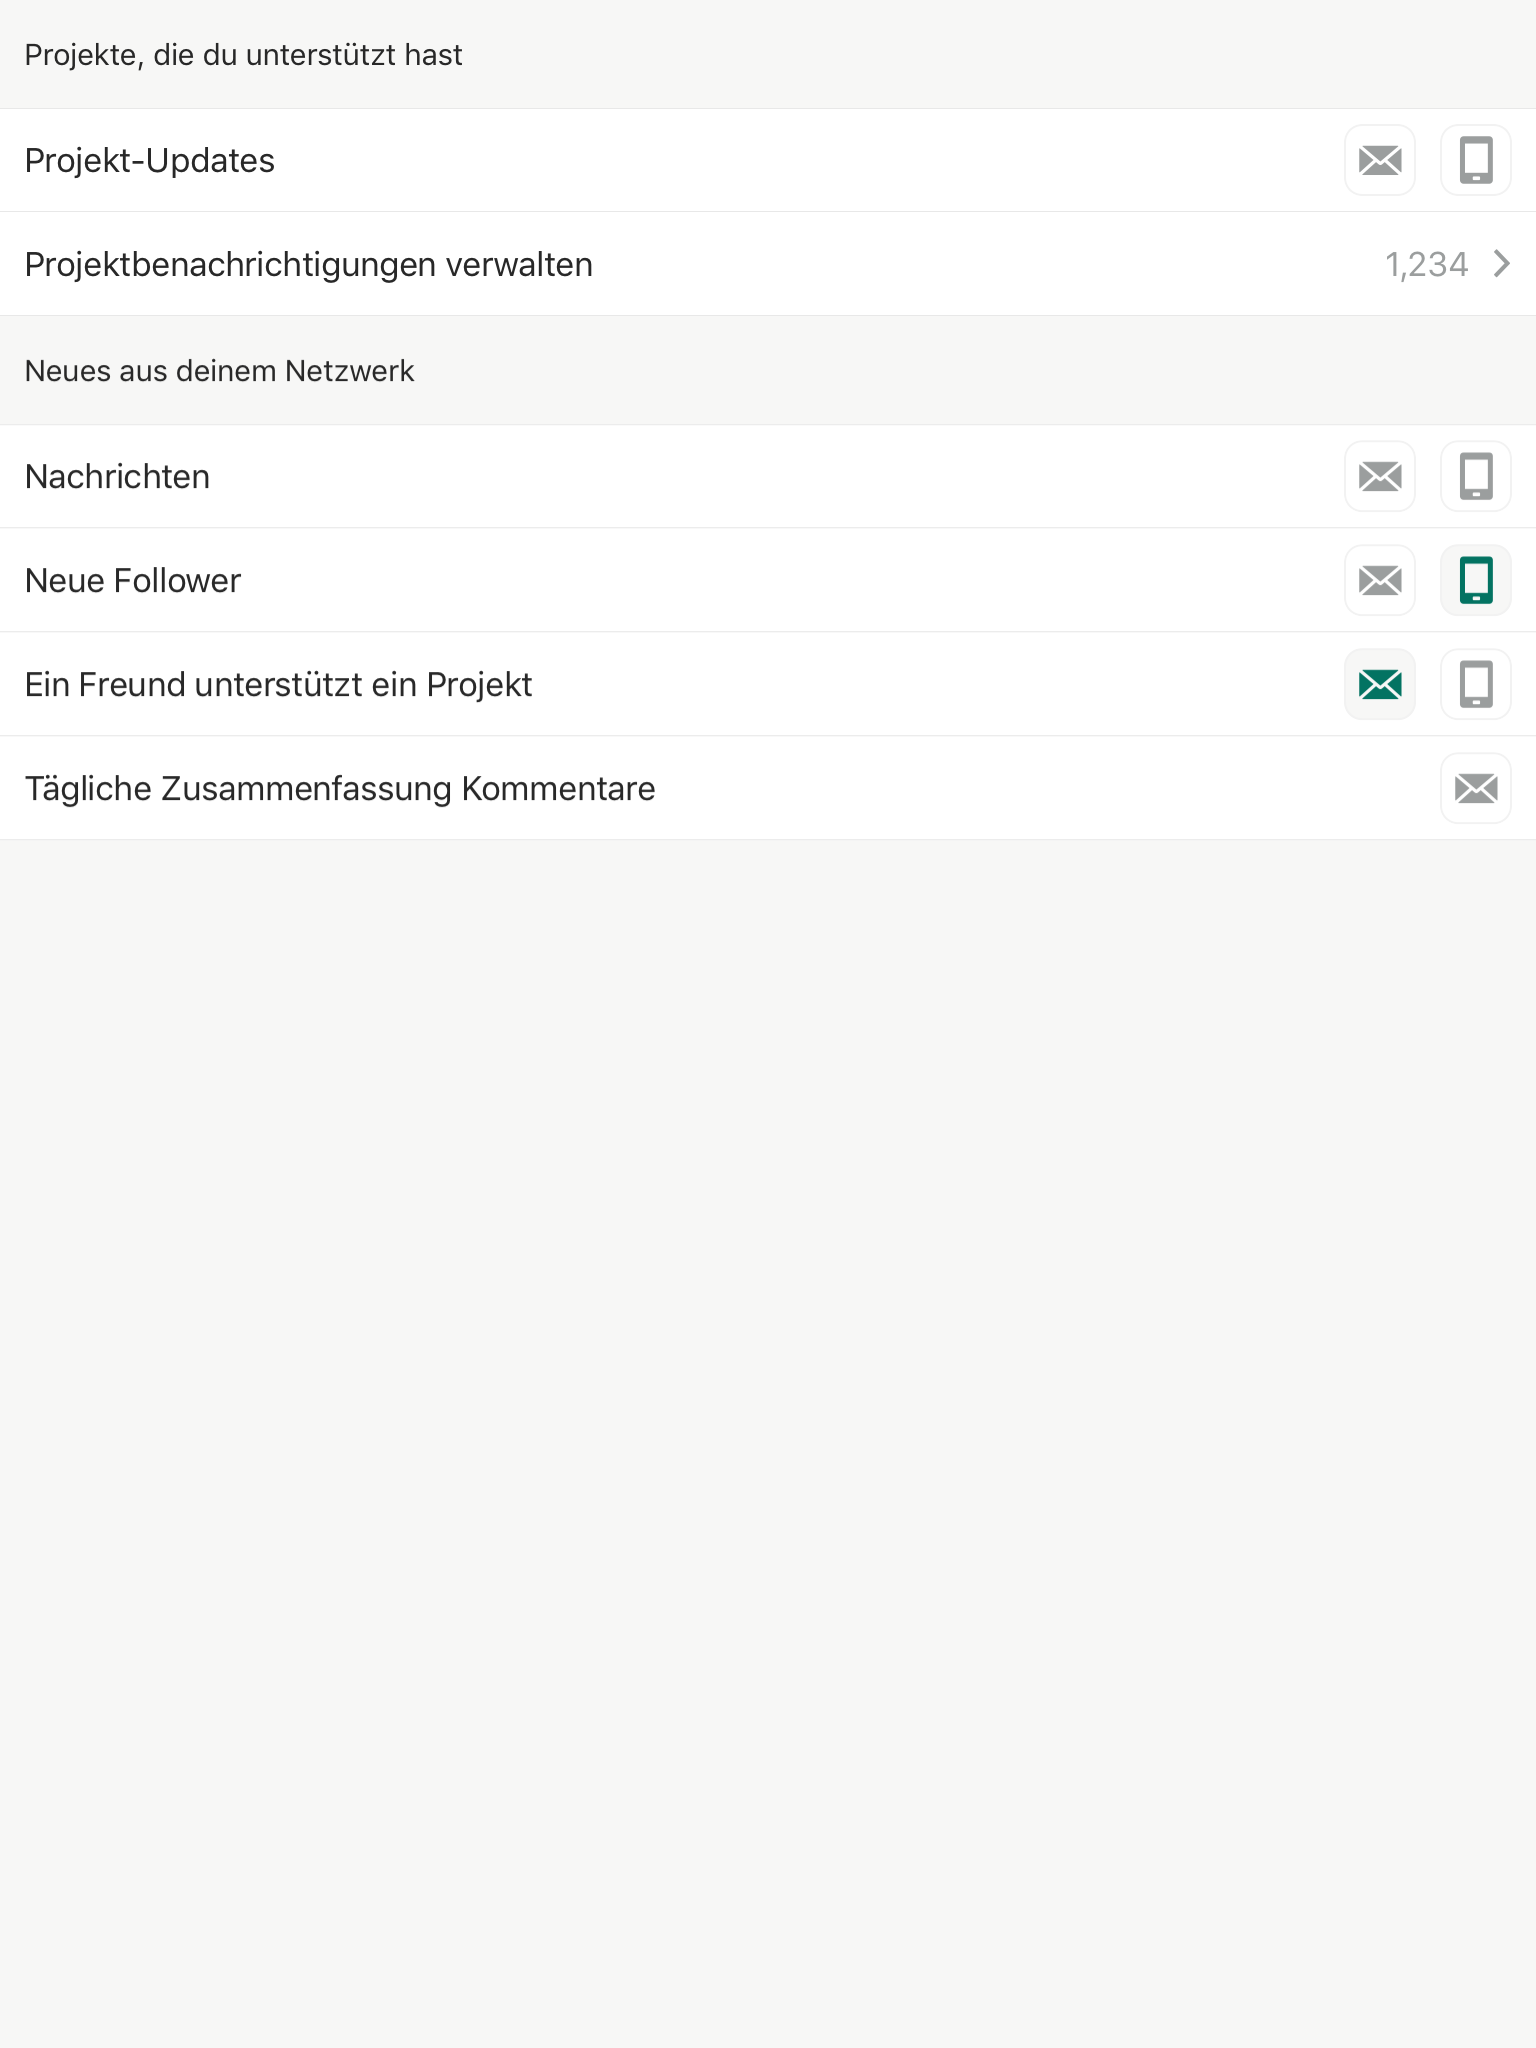 Projekte, die du unterstützt hast
Projekt-Updates
Projektbenachrichtigungen verwalten 1,234
Neues aus deinem Netzwerk
Nachrichten
Neue Follower
Ein Freund unterstützt ein Projekt
Tägliche Zusammenfassung Kommentare